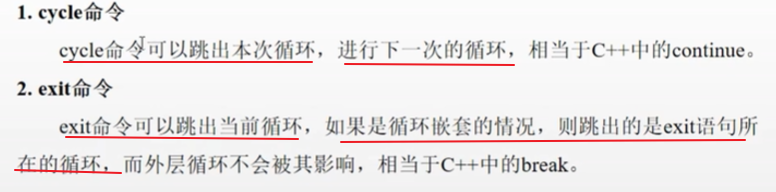 1. cycle命令
cycle命令可以跳出本次循环，进行下一次的循环，相当于C++中的continue。
2. exit命令
exit命令可以跳出当前循环，如果是循环嵌套的情况，则跳出的是exit语句所
在的循环，而外层循环不会被其影响，相当于C++中的break。